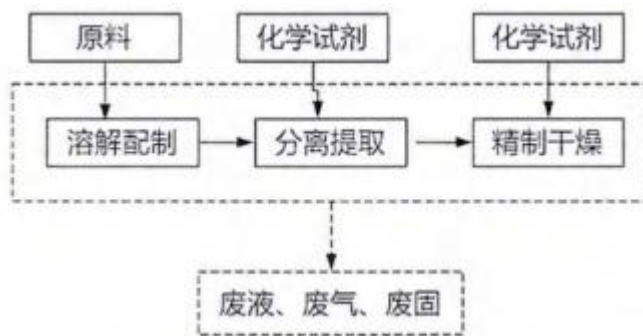 原料 化学试剂 化学试剂
溶解配制 分离提取 精制干燥
废液、废气、废固